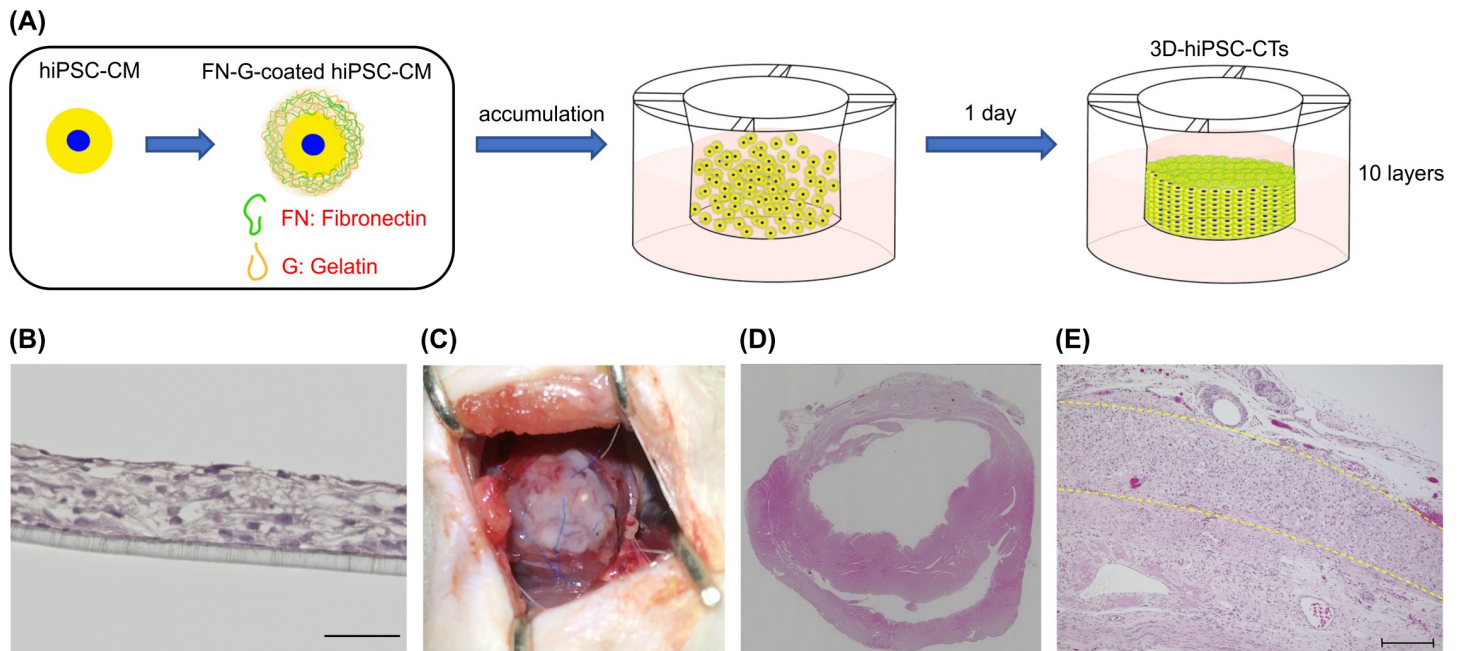 (A)
hiPSC-CM
FN-G-coated hiPSC-CM
FN: Fibronectin
G: Gelatin
accumulation
1 day
3D-hiPSC-CTs
10 layers
(B)
(C)
(D)
(E)